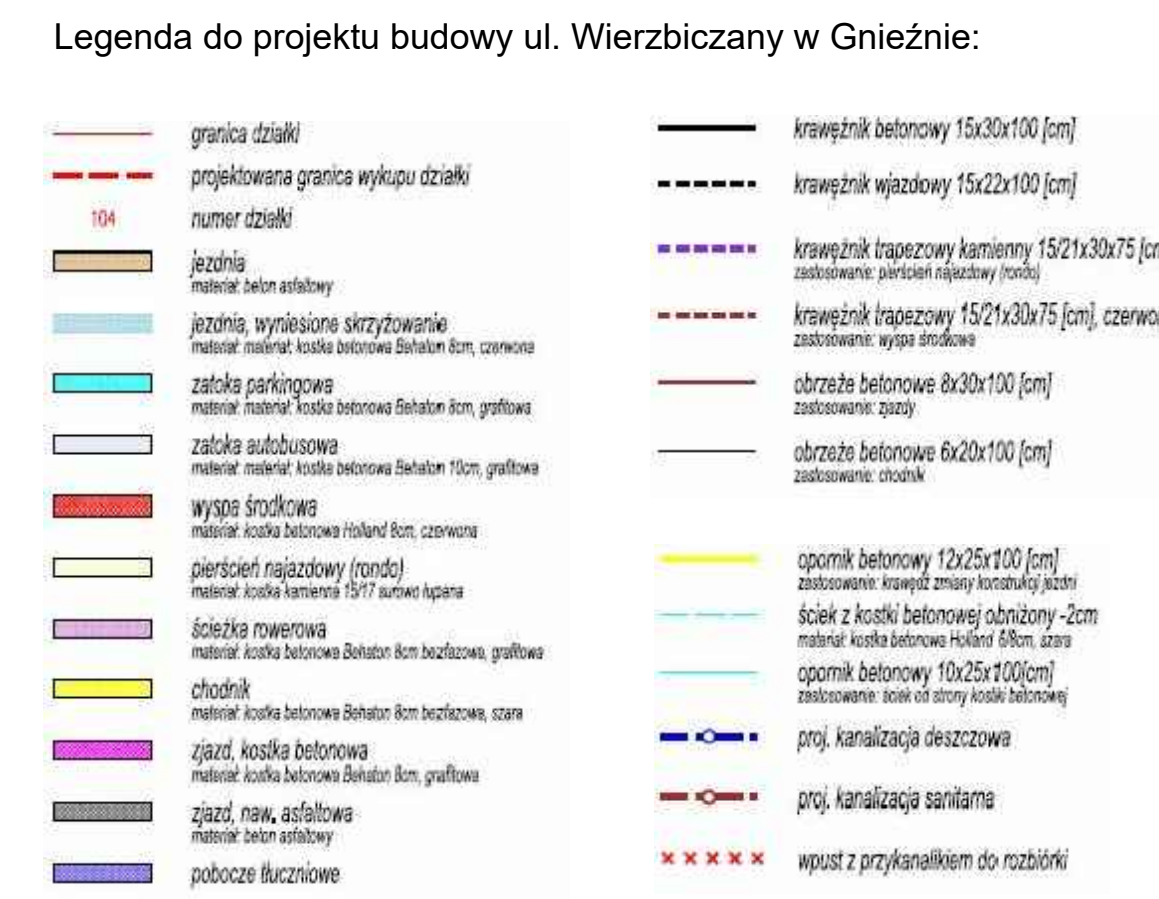 Legenda do projektu budowy ul. Wierzbiczany w Gnieźnie:
granica działki
projektowana granica wykupu działki
104
numer działki
jezdnia
materiał: beton asfaltowy
jezdnia, wyniesione skrzyżowanie
materiał: materiał: kostka betonowa Behaton 8cm, czerwona
zatoka parkingowa
materiał: materiał: kostka betonowa Behaton 8cm, grafitowa
zatoka autobusowa
materiał: materiał: kostka betonowa Behaton 10cm, grafitowa
wyspa środkowa
materiał: kostka betonowa Holland 8cm, czerwona
pierścień najazdowy (rondo)
materiał: kostka kamienna 15/17 surowo łupana
ścieżka rowerowa
materiał: kostka betonowa Behaton 8cm bezfazowa, grafitowa
chodnik
materiał: kostka betonowa Behaton 8cm bezfazowa, szara
zjazd, kostka betonowa
materiał: kostka betonowa Behaton 8cm, grafitowa
zjazd, naw. asfaltowa
materiał: beton asfaltowy
pobocze tłuczniowe
krawężnik betonowy 15x30x100 [cm]
krawężnik wjazdowy 15x22x100 [cm]
krawężnik trapezowy kamienny 15/21x30x75 [cm
zastosowanie: pierścień najazdowy (rondo)
krawężnik trapezowy 15/21x30x75 [cm], czerwo
zastosowanie: wyspa środkowa
obrzeże betonowe 8x30x100 [cm]
zastosowanie: zjazdy
obrzeże betonowe 6x20x100 [cm]
zastosowanie: chodnik
opornik betonowy 12x25x100 [cm]
zastosowanie: krawędź zmiany konstrukcji jezdni
ściek z kostki betonowej obniżony -2cm
materiał: kostka betonowa Holland 6/8cm, szara
opornik betonowy 10x25x100[cm]
zastosowanie: ściek od strony kostki betonowej
proj. kanalizacja deszczowa
proj. kanalizacja sanitarna
wpust z przykanalikiem do rozbiórki